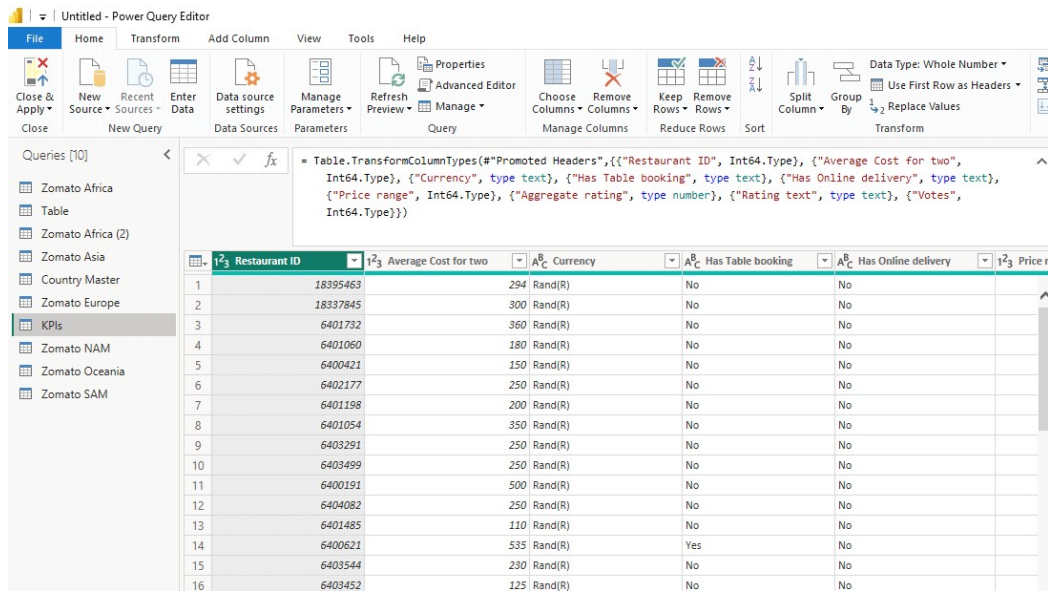 Untitled - Power Query Editor
File Home Transform Add Column View Tools Help
Close & Apply New Source Recent Sources Enter Data Data source settings Manage Parameters Refresh Preview Properties Advanced Editor Manage Choose Columns Remove Columns Keep Rows Remove Rows Split Column Group By Data Type: Whole Number Use First Row as Headers Replace Values
Close New Query Data Sources Parameters Query Manage Columns Reduce Rows Sort Transform
Queries [10]
fx
= Table.TransformColumnTypes(#"Promoted Headers",{{"Restaurant ID", Int64.Type}, {"Average Cost for two",
Int64.Type}, {"Currency", type text}, {"Has Table booking", type text}, {"Has Online delivery", type text},
{"Price range", Int64.Type}, {"Aggregate rating", type number}, {"Rating text", type text}, {"Votes",
Int64.Type}})
Zomato Africa
Table
Zomato Africa (2)
Zomato Asia
Country Master
Zomato Europe
KPIs
Zomato NAM
Zomato Oceania
Zomato SAM
123 Restaurant ID 123 Average Cost for two ABC Currency ABC Has Table booking ABC Has Online delivery 123 Price r
1 18395463 294 Rand(R) No No
2 18337845 300 Rand(R) No No
3 6401732 360 Rand(R) No No
4 6401060 180 Rand(R) No No
5 6400421 150 Rand(R) No No
6 6402177 250 Rand(R) No No
7 6401198 200 Rand(R) No No
8 6401054 350 Rand(R) No No
9 6403291 250 Rand(R) No No
10 6403499 250 Rand(R) No No
11 6400191 500 Rand(R) No No
12 6404082 250 Rand(R) No No
13 6401485 110 Rand(R) No No
14 6400621 535 Rand(R) Yes No
15 6403544 230 Rand(R) No No
16 6403452 125 Rand(R) No No